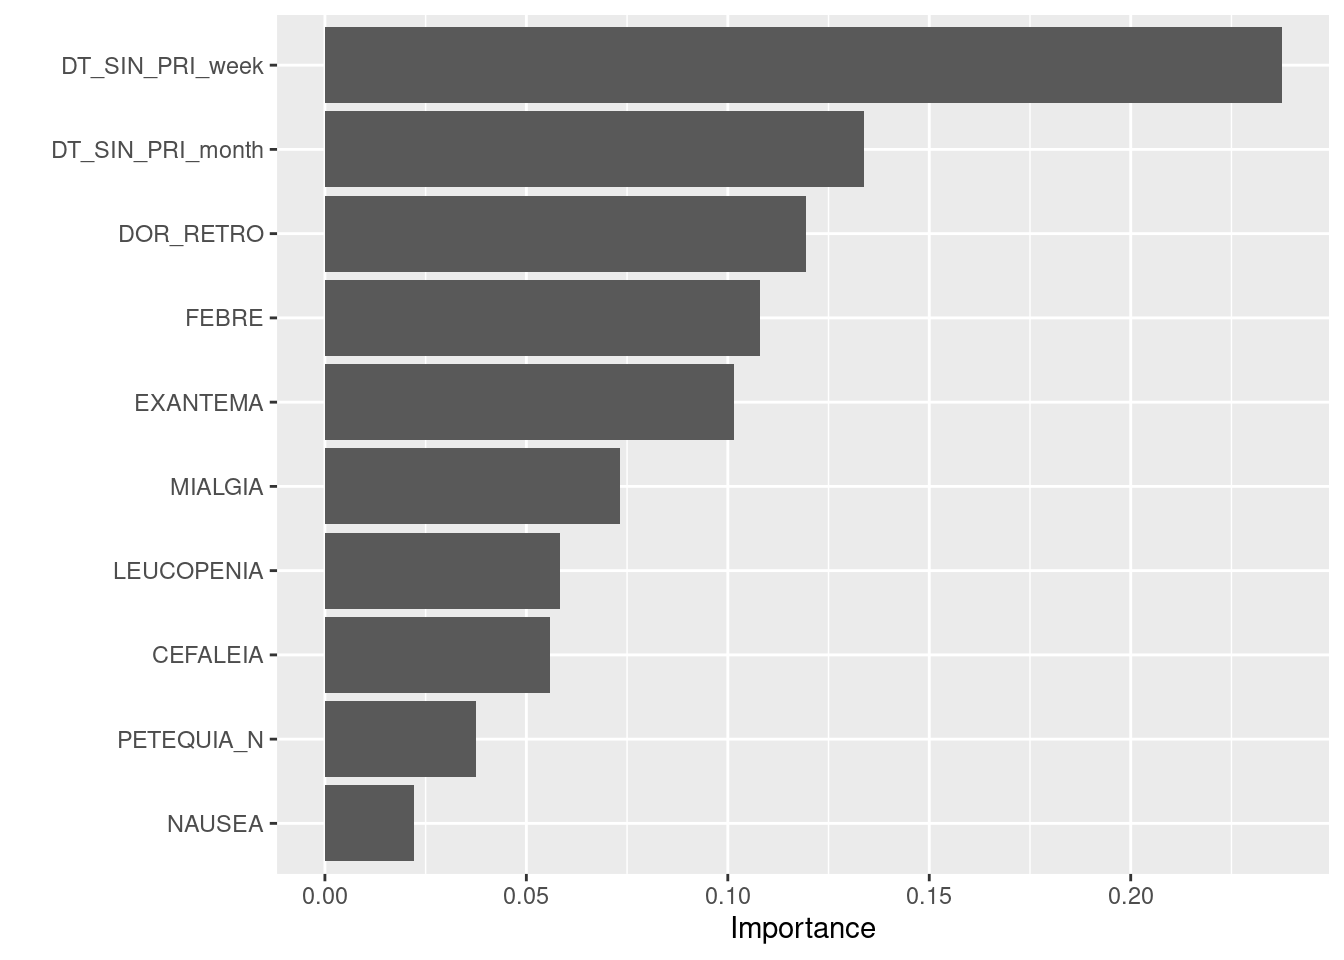 DT_SIN_PRI_week
DT_SIN_PRI_month
DOR_RETRO
FEBRE
EXANTEMA
MIALGIA
LEUCOPENIA
CEFALEIA
PETEQUIA_N
NAUSEA
0.00 0.05 0.10 0.15 0.20
Importance